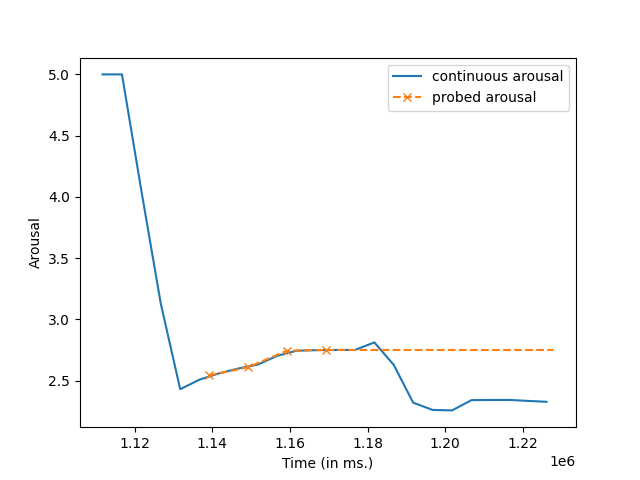 continuous arousal
probed arousal
5.0
4.5
4.0
3.5
3.0
2.5
Arousal
1.12 1.14 1.16 1.18 1.20 1.22
1e6
Time (in ms.)